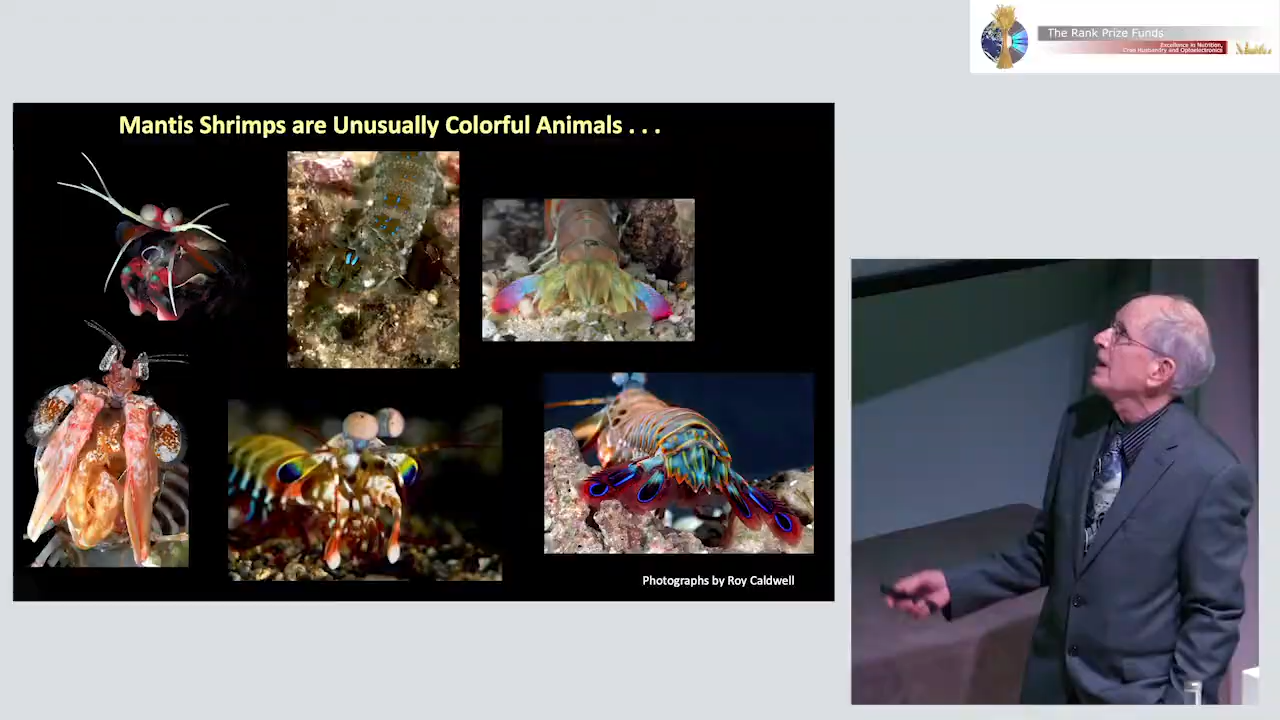 The Rank Prize Funds
Excellence in Nutrition,
Crop Husbandry and Optoelectronics
Mantis Shrimps are Unusually Colorful Animals . . .
Photographs by Roy Caldwell